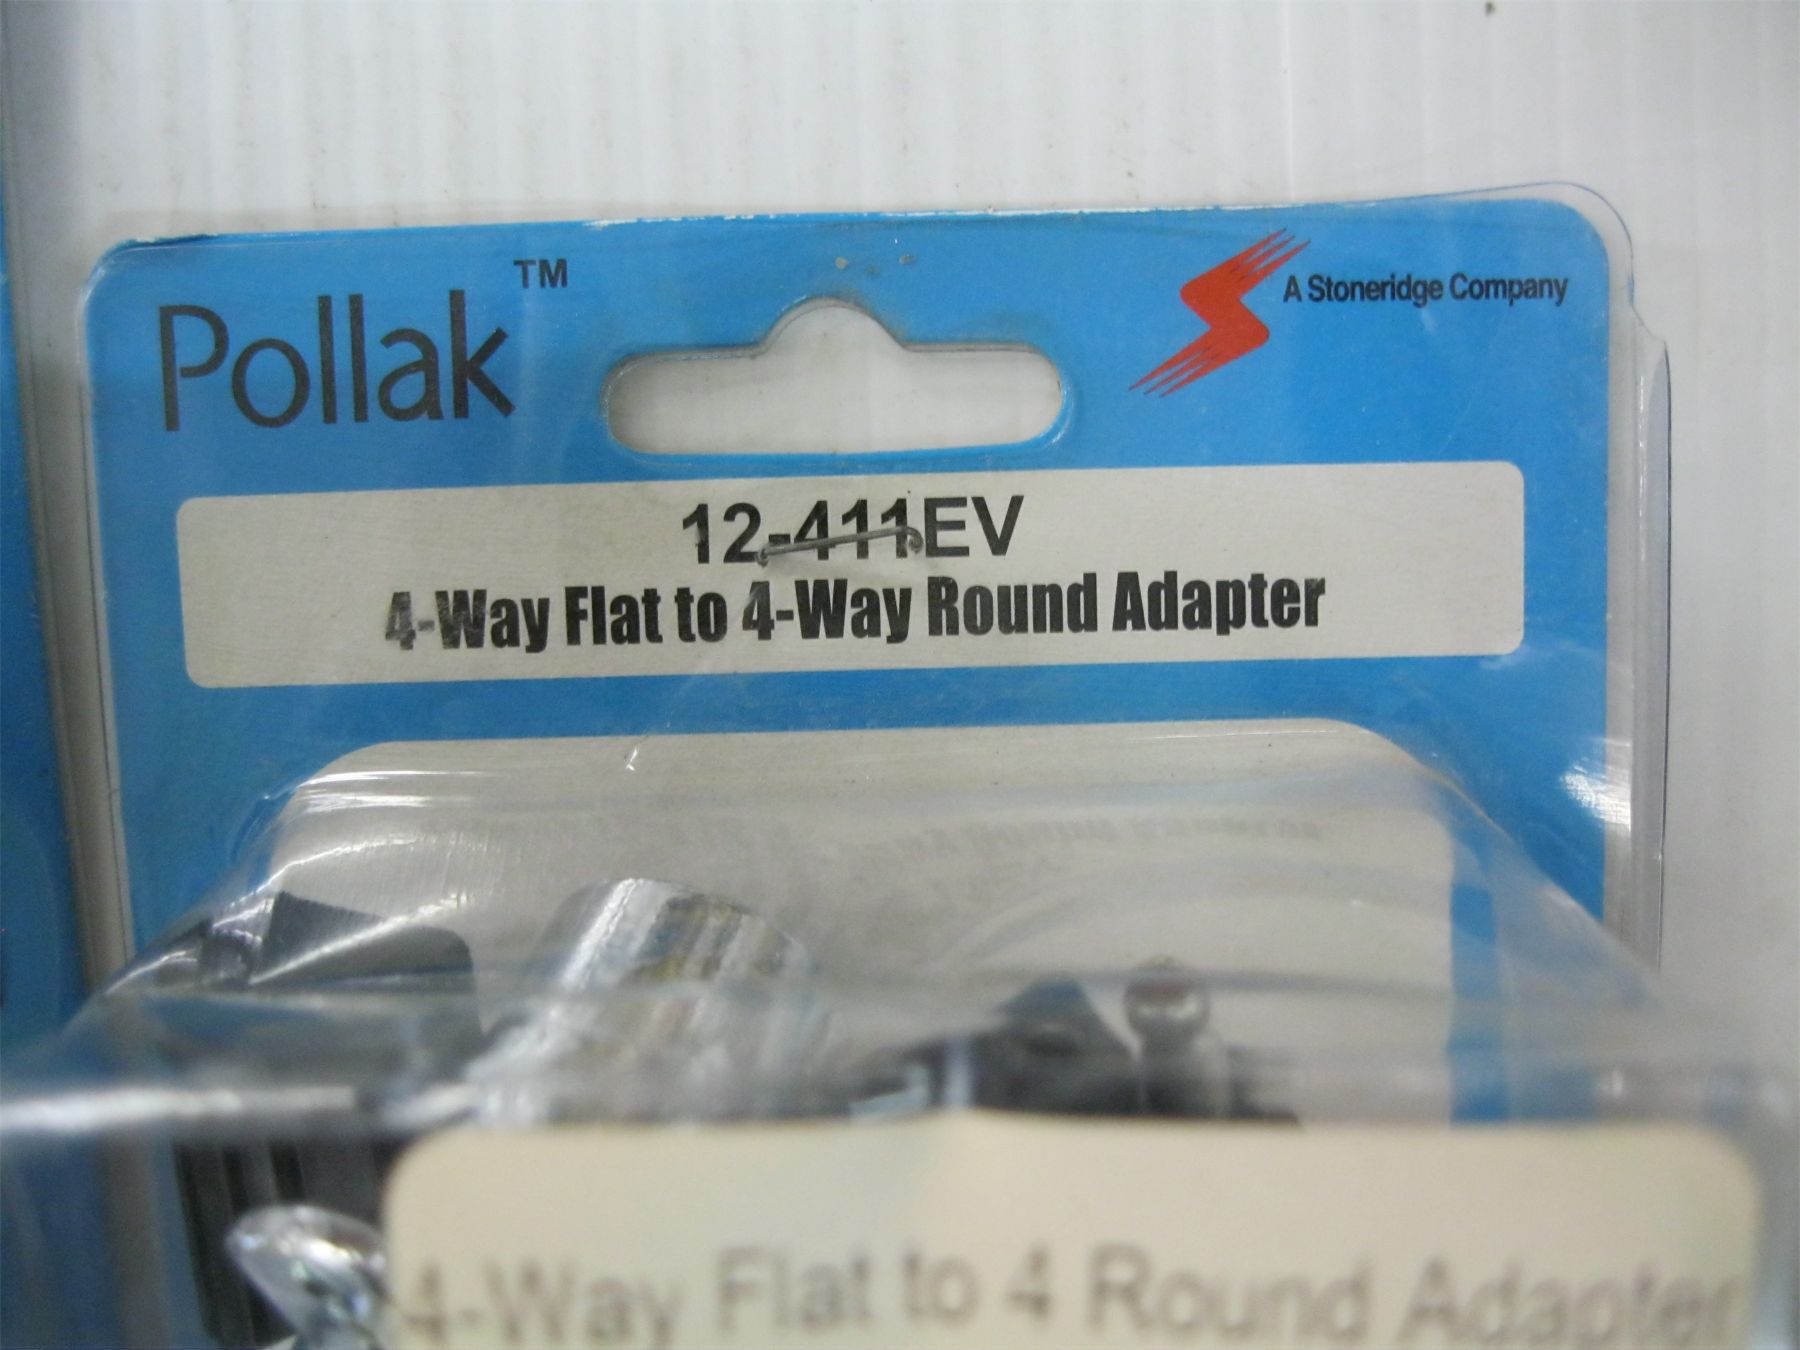 Pollak™
A Stoneridge Company
12-411EV
4-Way Flat to 4-Way Round Adapter
4-Way Flat to 4 Round Adapter